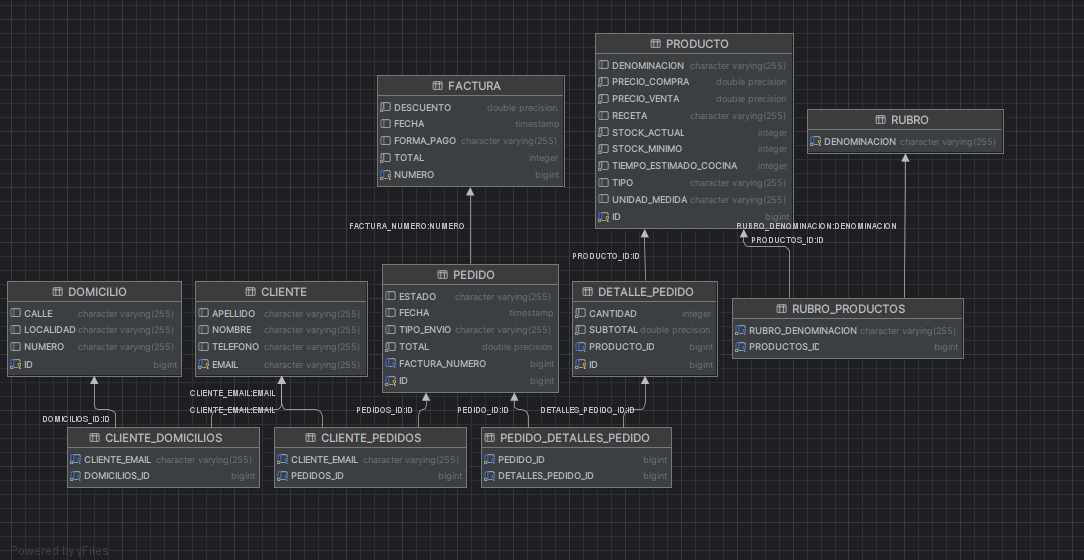 PRODUCTO
DENOMINACION character varying(255)
PRECIO_COMPRA double precision
PRECIO_VENTA double precision
RECETA character varying(255)
STOCK_ACTUAL integer
STOCK_MINIMO integer
TIEMPO_ESTIMADO_COCINA integer
TIPO character varying(255)
UNIDAD_MEDIDA character varying(255)
ID bigint
FACTURA
DESCUENTO double precision
FECHA timestamp
FORMA_PAGO character varying(255)
TOTAL integer
NUMERO bigint
RUBRO
DENOMINACION character varying(255)
FACTURA_NUMERO:NUMERO
RUBRO_DENOMINACION:DENOMINACION
PRODUCTOS_ID:ID
PRODUCTO_ID:ID
DOMICILIO
CALLE character varying(255)
LOCALIDAD character varying(255)
NUMERO character varying(255)
ID bigint
CLIENTE
APELLIDO character varying(255)
NOMBRE character varying(255)
TELEFONO character varying(255)
EMAIL character varying(255)
PEDIDO
ESTADO character varying(255)
FECHA timestamp
TIPO_ENVIO character varying(255)
TOTAL double precision
FACTURA_NUMERO bigint
ID bigint
DETALLE_PEDIDO
CANTIDAD integer
SUBTOTAL double precision
PRODUCTO_ID bigint
ID bigint
RUBRO_PRODUCTOS
RUBRO_DENOMINACION character varying(255)
PRODUCTOS_ID bigint
CLIENTE_EMAIL:EMAIL
CLIENTE_EMAIL:EMAIL
DOMICILIOS_ID:ID
PEDIDOS_ID:ID
PEDIDO_ID:ID
DETALLES_PEDIDO_ID:ID
CLIENTE_DOMICILIOS
CLIENTE_EMAIL character varying(255)
DOMICILIOS_ID bigint
CLIENTE_PEDIDOS
CLIENTE_EMAIL character varying(255)
PEDIDOS_ID bigint
PEDIDO_DETALLES_PEDIDO
PEDIDO_ID bigint
DETALLES_PEDIDO_ID bigint
Powered by yFiles